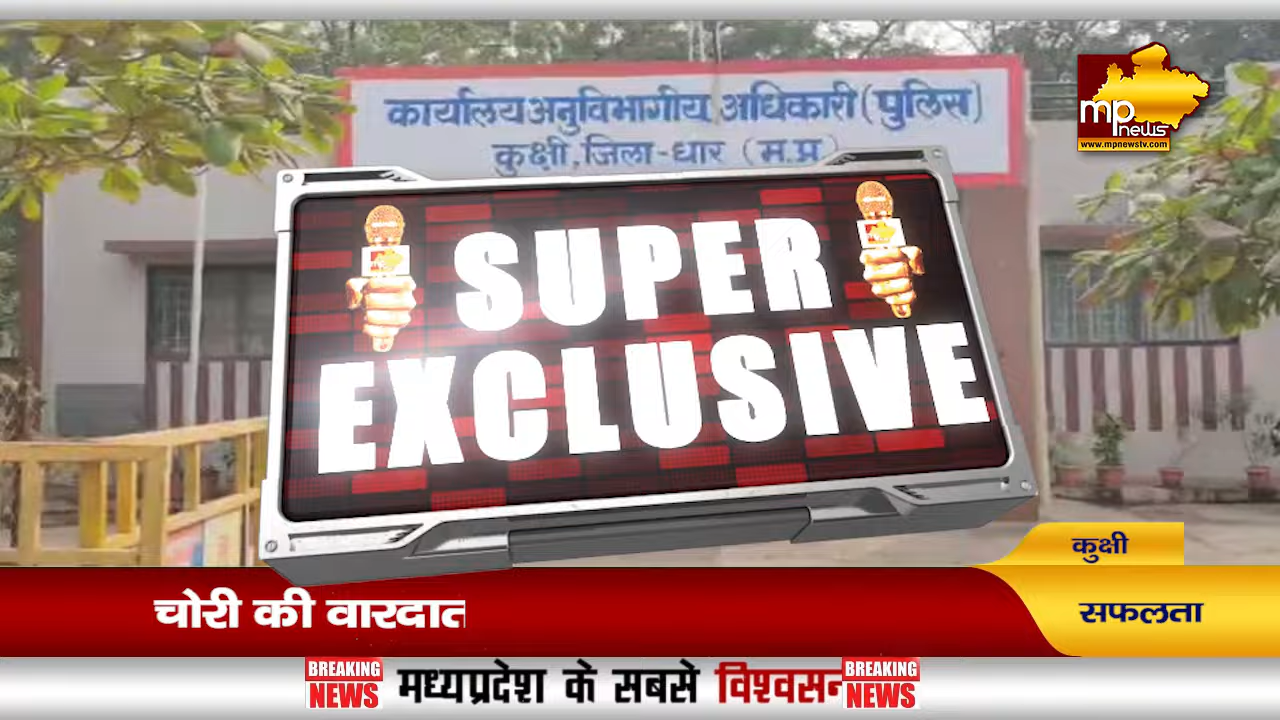 कार्यालय अनुविभागीय अधिकारी (पुलिस)
कुक्षी, जिला-धार (म.प्र)
mp
news
www.mpnewstv.com
SUPER
EXCLUSIVE
कुक्षी
चोरी की वारदात
सफलता
BREAKING
NEWS
मध्यप्रदेश के सबसे
BREAKING
NEWS